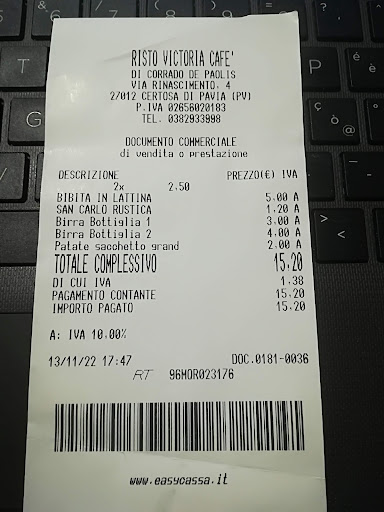 RISTO VICTORIA CAFE'
DI CORRADO DE PAOLIS
VIA RINASCIMENTO, 4
27012 CERTOSA DI PAVIA (PV)
P.IVA 02656020183
TEL. 0382933998
DOCUMENTO COMMERCIALE
di vendita o prestazione
DESCRIZIONE PREZZO(€) IVA
2x 2.50
BIBITA IN LATTINA 5.00 A
SAN CARLO RUSTICA 1.20 A
Birra Bottiglia 1 3.00 A
Birra Bottiglia 2 4.00 A
Patate sacchetto grand 2.00 A
TOTALE COMPLESSIVO 15,20
DI CUI IVA 1,38
PAGAMENTO CONTANTE 15,20
IMPORTO PAGATO 15,20
A: IVA 10.00%
13/11/22 17:47 DOC.0181-0036
RT 96MOR023176
www.easycassa.it